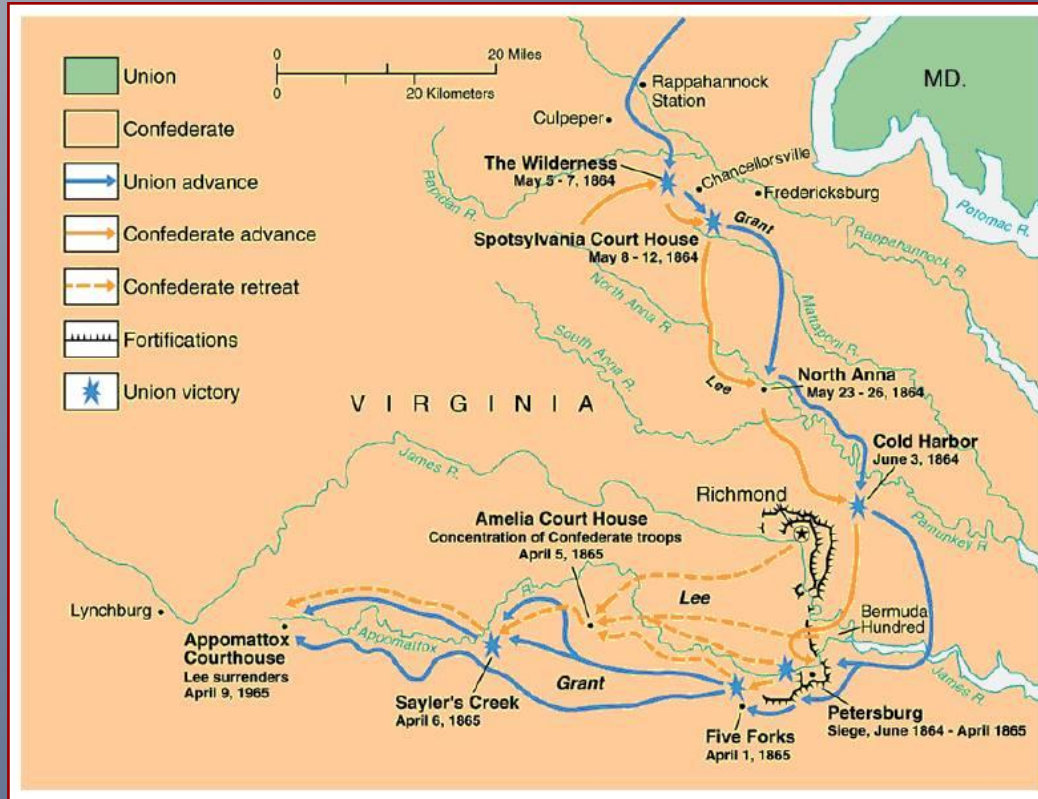 Union
Confederate
Union advance
Confederate advance
Confederate retreat
Fortifications
Union victory
0
20 Miles
0
20 Kilometers
MD.
Rappahannock
Station
Culpeper
The Wilderness
May 5 - 7, 1864
Chancellorsville
Fredericksburg
Rapidan R.
Potomac R.
Grant
Rappahannock R.
Spotsylvania Court House
May 8 - 12, 1864
North Anna R.
Mattaponi R.
South Anna R.
Lee
North Anna
May 23 - 26, 1864
VIRGINIA
Cold Harbor
June 3, 1864
James R.
Richmond
Pamunkey R.
Amelia Court House
Concentration of Confederate troops
April 5, 1865
Lynchburg
R.
Lee
Bermuda
Hundred
Appomattox
Appomattox
Courthouse
Lee surrenders
April 9, 1965
Grant
James R.
Sayler's Creek
April 6, 1865
Petersburg
Siege, June 1864 - April 1865
Five Forks
April 1, 1865